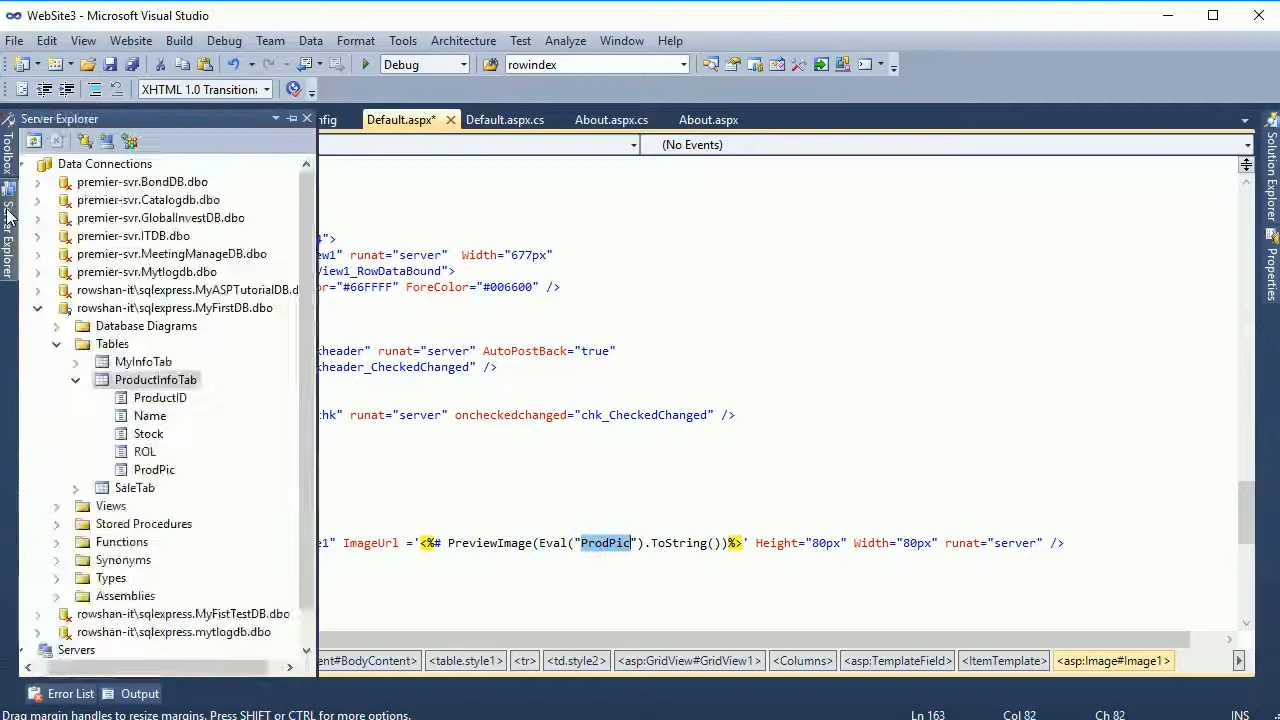 WebSite3 - Microsoft Visual Studio
File Edit View Website Build Debug Team Data Format Tools Architecture Test Analyze Window Help
Debug rowindex
XHTML 1.0 Transition
Server Explorer nfig Default.aspx* Default.aspx.cs About.aspx.cs About.aspx
(No Events)
Toolbox
Server Explorer
Solution Explorer
Properties
Data Connections
premier-svr.BondDB.dbo
premier-svr.Catalogdb.dbo
premier-svr.GlobalInvestDB.dbo
premier-svr.ITDB.dbo
premier-svr.MeetingManageDB.dbo
premier-svr.Mytlogdb.dbo
rowshan-it\sqlexpress.MyASPTutorialDB.d
rowshan-it\sqlexpress.MyFirstDB.dbo
Database Diagrams
Tables
MyInfoTab
ProductInfoTab
ProductID
Name
Stock
ROL
ProdPic
SaleTab
Views
Stored Procedures
Functions
Synonyms
Types
Assemblies
rowshan-it\sqlexpress.MyFistTestDB.dbo
rowshan-it\sqlexpress.mytlogdb.dbo
Servers
">
ew1" runat="server" Width="677px"
View1_RowDataBound">
or="#66FFFF" ForeColor="#006600" />
kheader" runat="server" AutoPostBack="true"
kheader_CheckedChanged" />
chk" runat="server" oncheckedchanged="chk_CheckedChanged" />
e1" ImageUrl ='<%# PreviewImage(Eval("ProdPic").ToString())%>' Height="80px" Width="80px" runat="server" />
ent#BodyContent> <table.style1> <tr> <td.style2> <asp:GridView#GridView1> <Columns> <asp:TemplateField> <ItemTemplate> <asp:Image#Image1>
Error List Output
Drag margin handles to resize margins. Press SHIFT or CTRL for more options. Ln 163 Col 82 Ch 82 INS